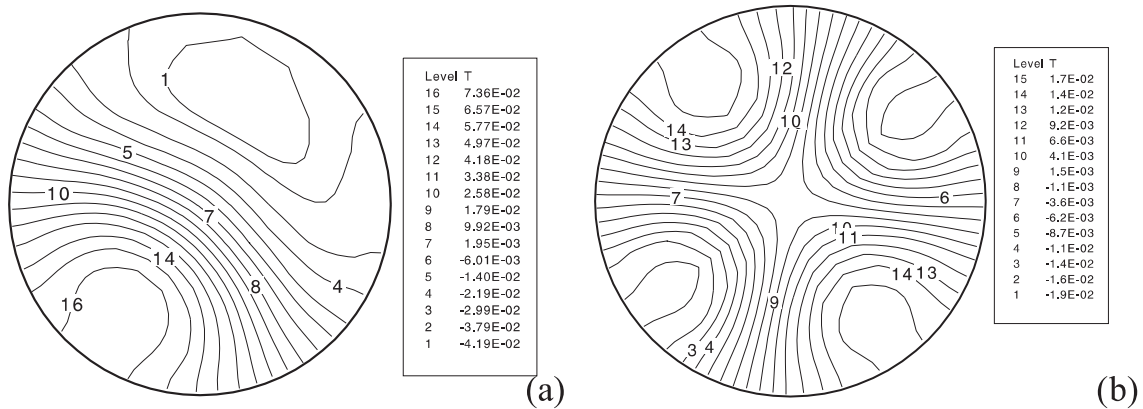 1
5
10
7
14
8
4
16
Level T
16 7.36E-02
15 6.57E-02
14 5.77E-02
13 4.97E-02
12 4.18E-02
11 3.38E-02
10 2.58E-02
9 1.79E-02
8 9.92E-03
7 1.95E-03
6 -6.01E-03
5 -1.40E-02
4 -2.19E-02
3 -2.99E-02
2 -3.79E-02
1 -4.19E-02
(a)
12
10
14
13
7
6
10
11
14 13
9
3 4
Level T
15 1.7E-02
14 1.4E-02
13 1.2E-02
12 9.2E-03
11 6.6E-03
10 4.1E-03
9 1.5E-03
8 -1.1E-03
7 -3.6E-03
6 -6.2E-03
5 -8.7E-03
4 -1.1E-02
3 -1.4E-02
2 -1.6E-02
1 -1.9E-02
(b)